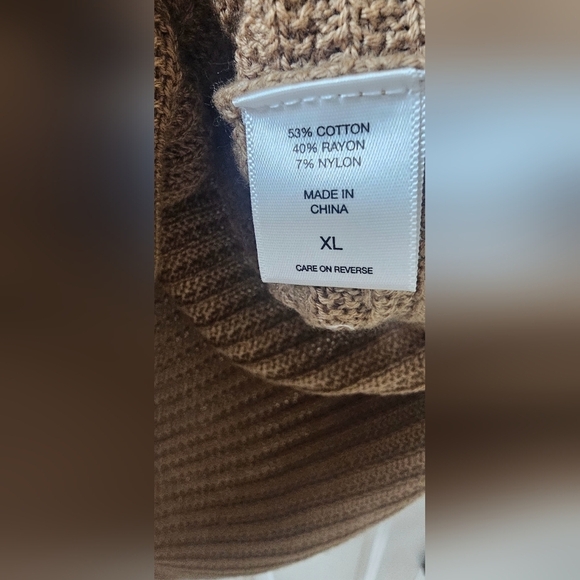 53% COTTON
40% RAYON
7% NYLON
MADE IN
CHINA
XL
CARE ON REVERSE